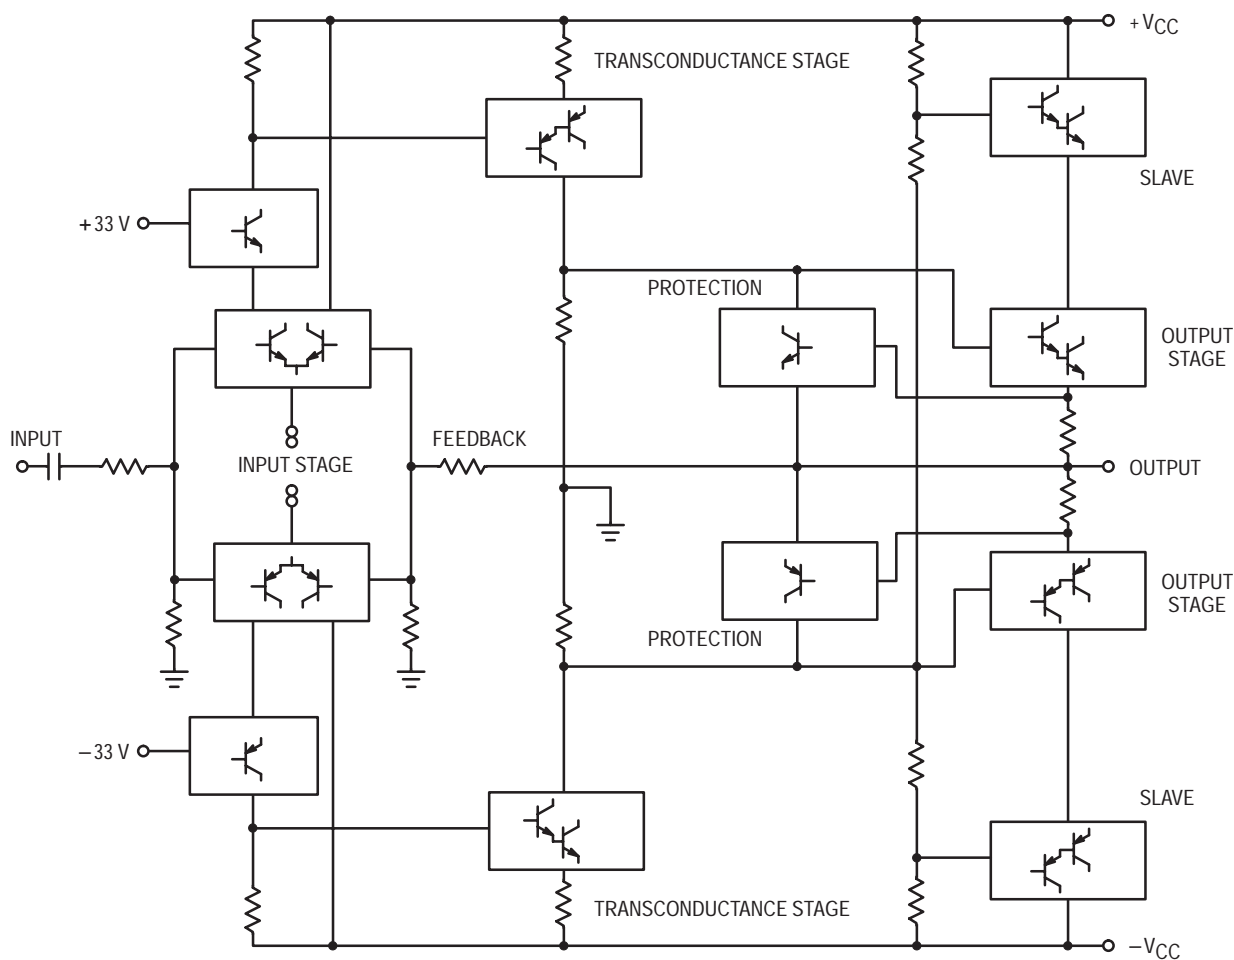 +VCC
TRANSCONDUCTANCE STAGE
SLAVE
+33 V
PROTECTION
OUTPUT
STAGE
INPUT
FEEDBACK
INPUT STAGE
OUTPUT
OUTPUT
STAGE
PROTECTION
−33 V
SLAVE
TRANSCONDUCTANCE STAGE
−VCC